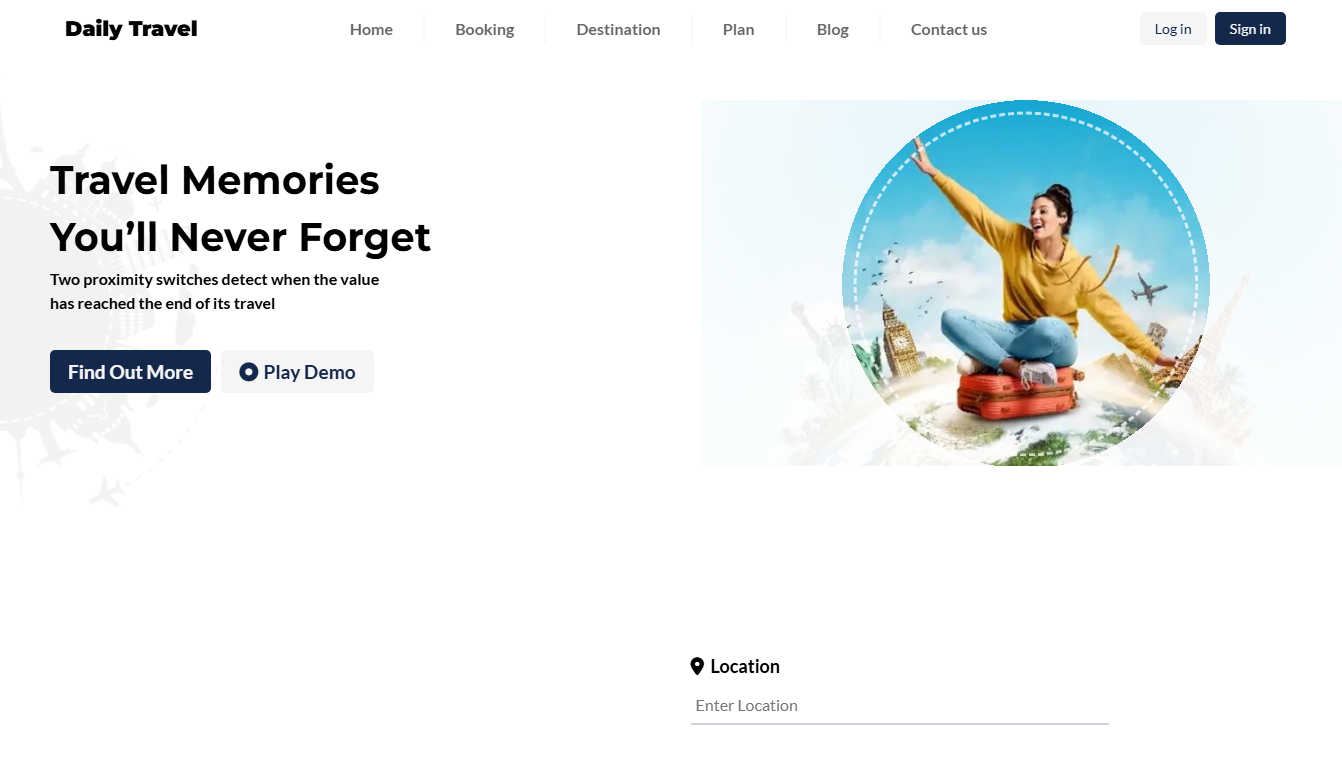 Daily Travel
Home
Booking
Destination
Plan
Blog
Contact us
Log in
Sign in
Travel Memories
You’ll Never Forget
Two proximity switches detect when the value
has reached the end of its travel
Find Out More
Play Demo
Location
Enter Location